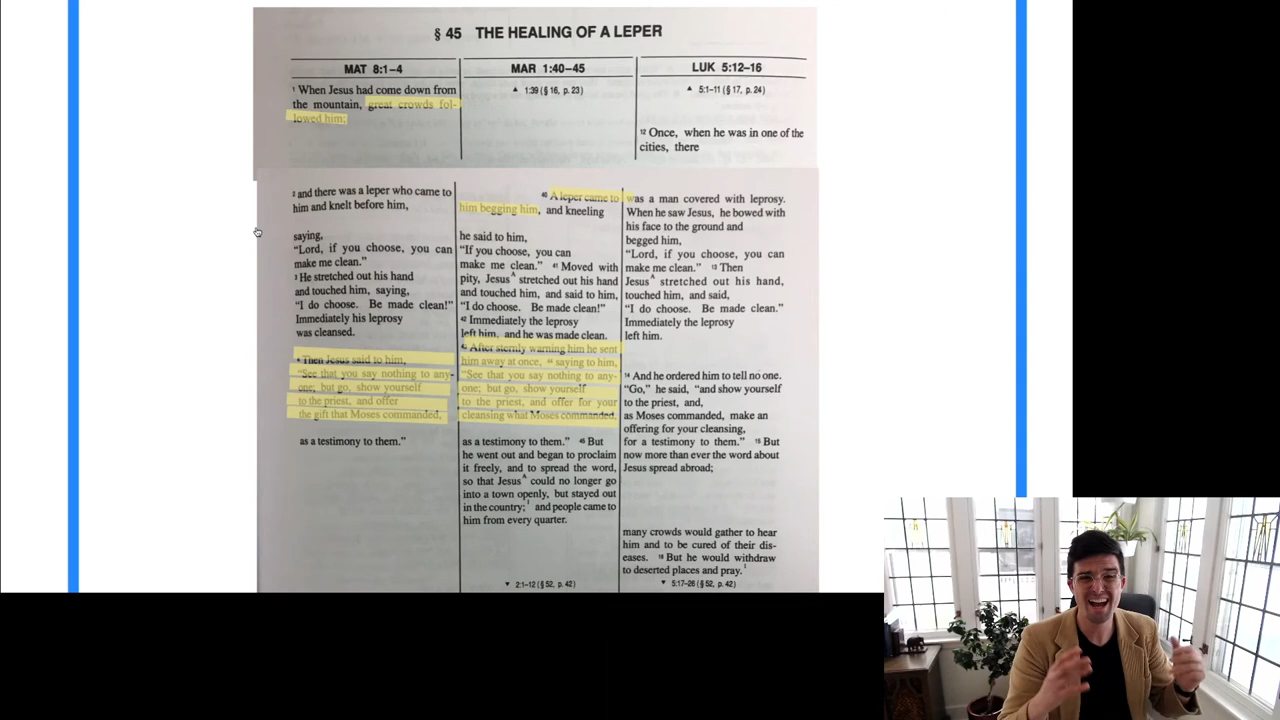 § 45 THE HEALING OF A LEPER
MAT 8:1–4
¹ When Jesus had come down from
the mountain, great crowds fol-
lowed him;
² and there was a leper who came to
him and knelt before him,
saying,
“Lord, if you choose, you can
make me clean.”
³ He stretched out his hand
and touched him, saying,
“I do choose. Be made clean!”
Immediately his leprosy
was cleansed.
⁴ Then Jesus said to him,
“See that you say nothing to any-
one; but go, show yourself
to the priest, and offer
the gift that Moses commanded,
as a testimony to them.”
MAR 1:40–45
▲ 1:39 (§ 16, p. 23)
⁴⁰ A leper came to
him begging him, and kneeling
he said to him,
“If you choose, you can
make me clean.” ⁴¹ Moved with
pity, Jesus^ stretched out his hand
and touched him, and said to him,
“I do choose. Be made clean!”
⁴² Immediately the leprosy
left him, and he was made clean.
⁴³ After sternly warning him he sent
him away at once, ⁴⁴ saying to him,
“See that you say nothing to any-
one; but go, show yourself
to the priest, and offer for your
cleansing what Moses commanded,
as a testimony to them.” ⁴⁵ But
he went out and began to proclaim
it freely, and to spread the word,
so that Jesus^ could no longer go
into a town openly, but stayed out
in the country; and people came to
him from every quarter.
▼ 2:1–12 (§ 52, p. 42)
LUK 5:12–16
▲ 5:1–11 (§ 17, p. 24)
¹² Once, when he was in one of the
cities, there
was a man covered with leprosy.
When he saw Jesus, he bowed with
his face to the ground and
begged him,
“Lord, if you choose, you can
make me clean.” ¹³ Then
Jesus^ stretched out his hand,
touched him, and said,
“I do choose. Be made clean.”
Immediately the leprosy
left him.
¹⁴ And he ordered him to tell no one.
“Go,” he said, “and show yourself
to the priest, and,
as Moses commanded, make an
offering for your cleansing,
for a testimony to them.” ¹⁵ But
now more than ever the word about
Jesus spread abroad;
many crowds would gather to hear
him and to be cured of their dis-
eases. ¹⁶ But he would withdraw
to deserted places and pray.
▼ 5:17–26 (§ 52, p. 42)